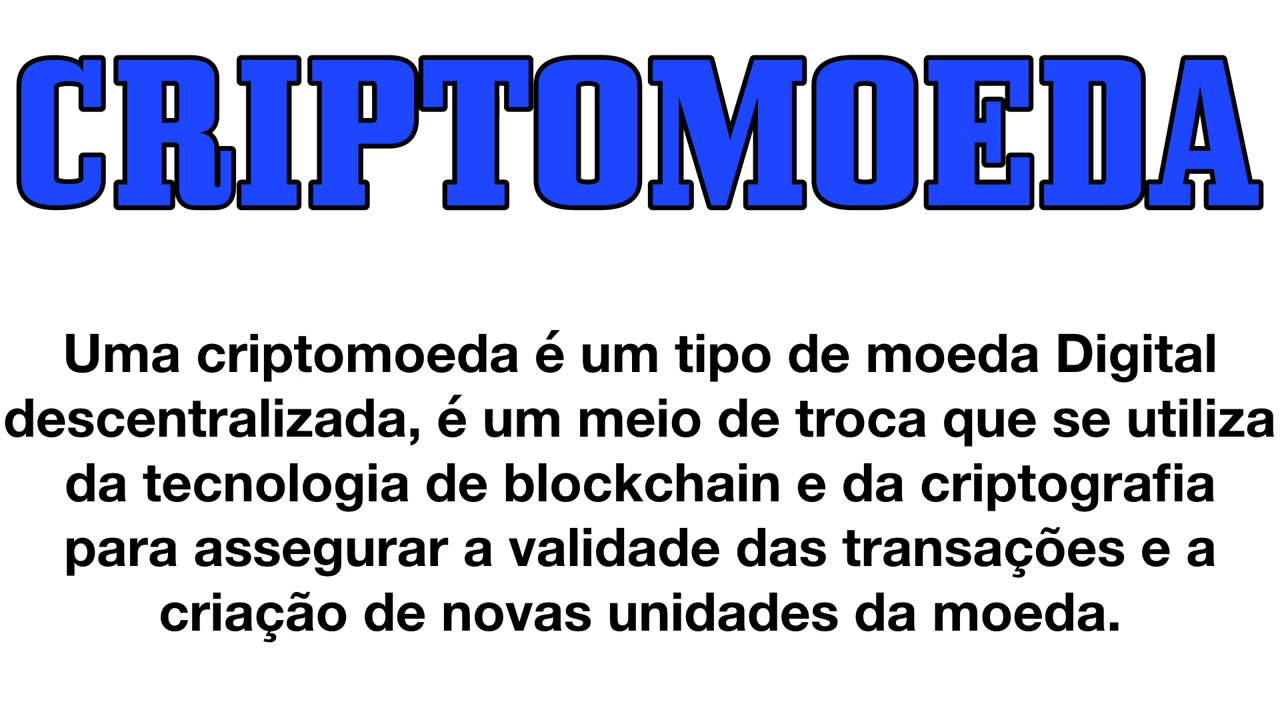 CRIPTOMOEDA
Uma criptomoeda é um tipo de moeda Digital
descentralizada, é um meio de troca que se utiliza
da tecnologia de blockchain e da criptografia
para assegurar a validade das transações e a
criação de novas unidades da moeda.